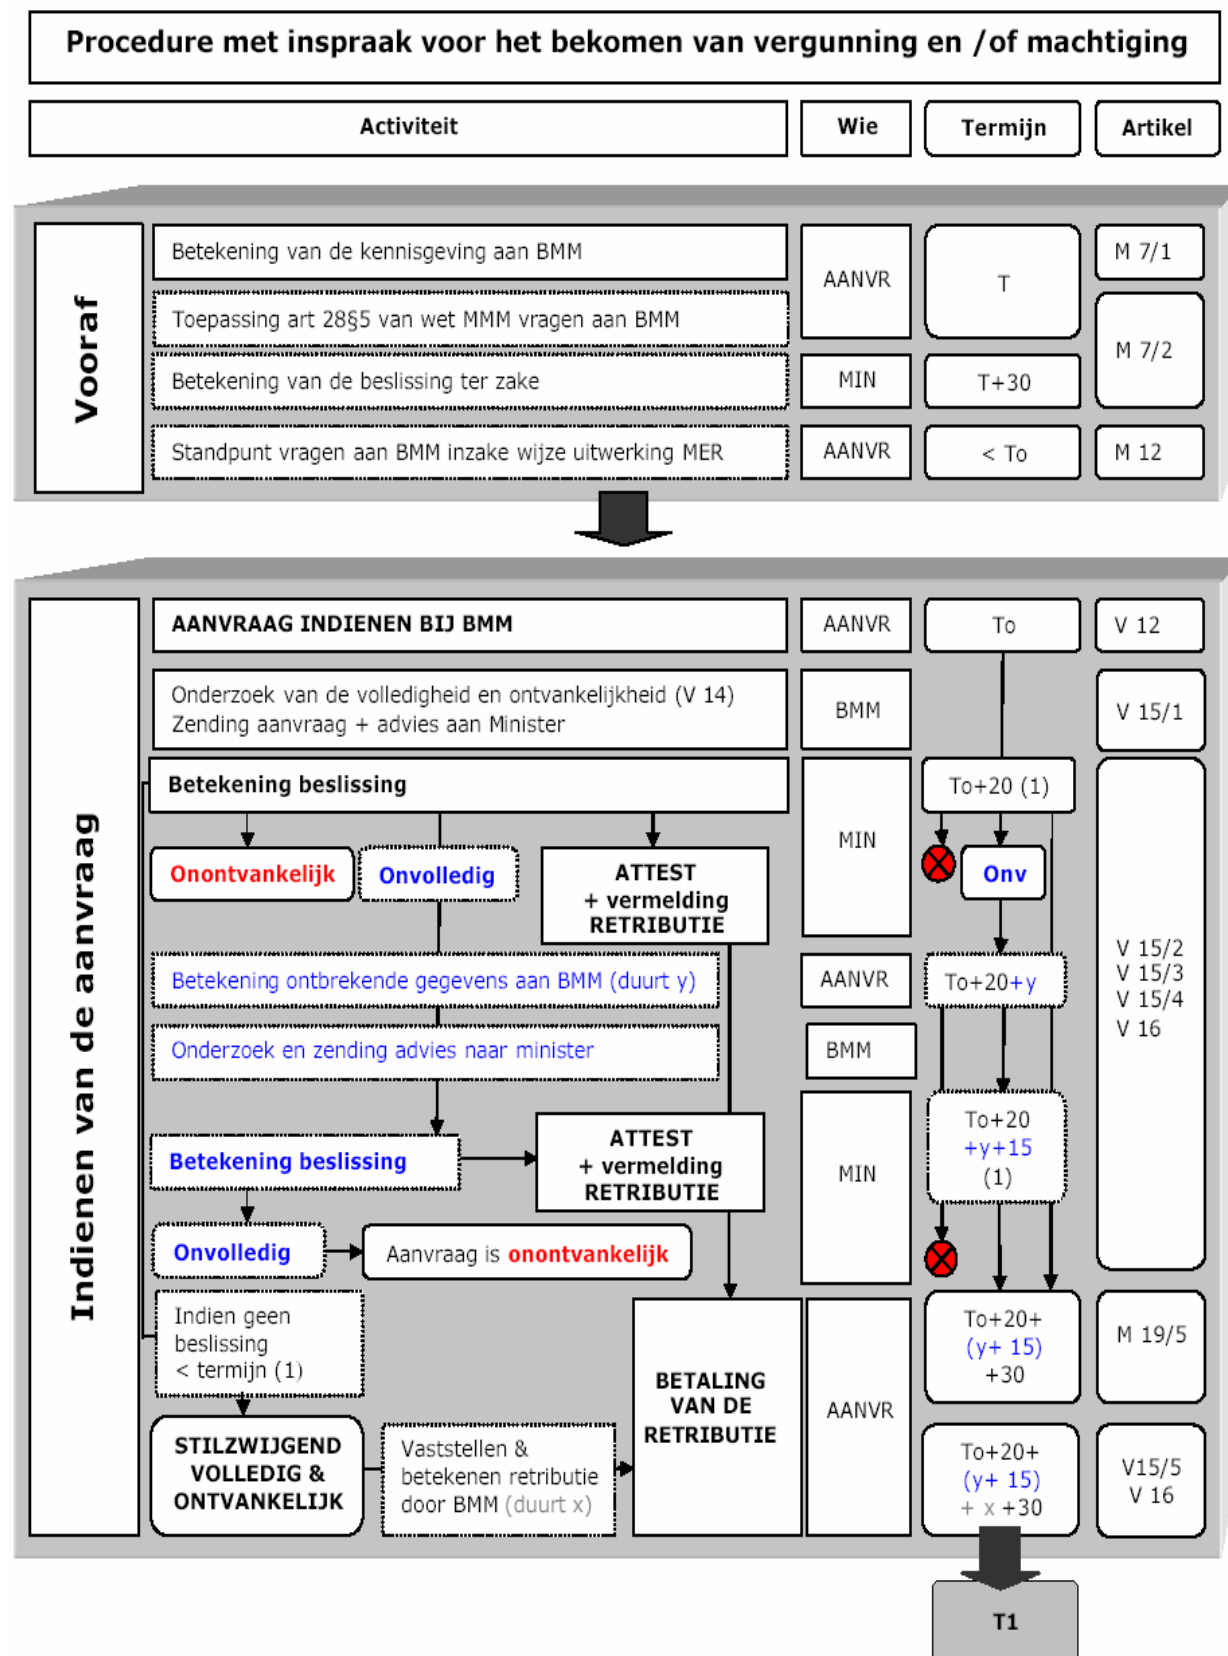 Procedure met inspraak voor het bekomen van vergunning en /of machtiging
Activiteit
Wie
Termijn
Artikel
Vooraf
Betekening van de kennisgeving aan BMM
AANVR
T
M 7/1
Toepassing art 28§5 van wet MMM vragen aan BMM
M 7/2
Betekening van de beslissing ter zake
MIN
T+30
Standpunt vragen aan BMM inzake wijze uitwerking MER
AANVR
< To
M 12
Indienen van de aanvraag
AANVRAAG INDIENEN BIJ BMM
AANVR
To
V 12
Onderzoek van de volledigheid en ontvankelijkheid (V 14)
Zending aanvraag + advies aan Minister
BMM
V 15/1
Betekening beslissing
MIN
To+20 (1)
Onontvankelijk
Onvolledig
ATTEST
+ vermelding
RETRIBUTIE
Onv
V 15/2
V 15/3
V 15/4
V 16
Betekening ontbrekende gegevens aan BMM (duurt y)
AANVR
To+20+y
Onderzoek en zending advies naar minister
BMM
Betekening beslissing
ATTEST
+ vermelding
RETRIBUTIE
MIN
To+20
+y+15
(1)
Onvolledig
Aanvraag is onontvankelijk
Indien geen
beslissing
< termijn (1)
BETALING
VAN DE
RETRIBUTIE
AANVR
To+20+
(y+ 15)
+30
M 19/5
STILZWIJGEND
VOLLEDIG &
ONTVANKELIJK
Vaststellen &
betekenen retributie
door BMM (duurt x)
To+20+
(y+ 15)
+ x +30
V15/5
V 16
T1